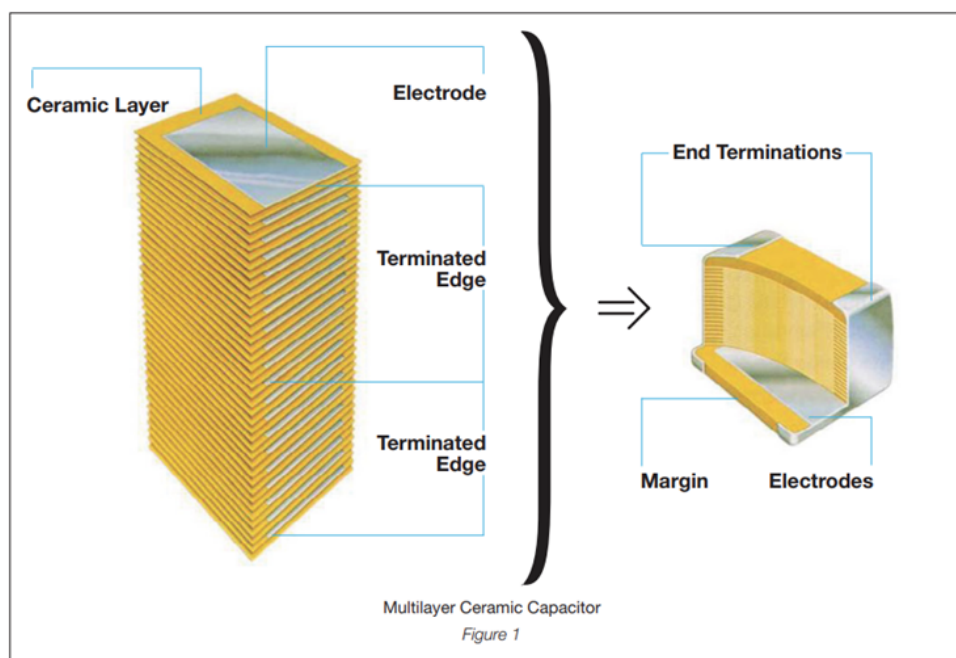 Ceramic Layer
Electrode
Terminated
Edge
Terminated
Edge
End Terminations
Margin
Electrodes
Multilayer Ceramic Capacitor
Figure 1